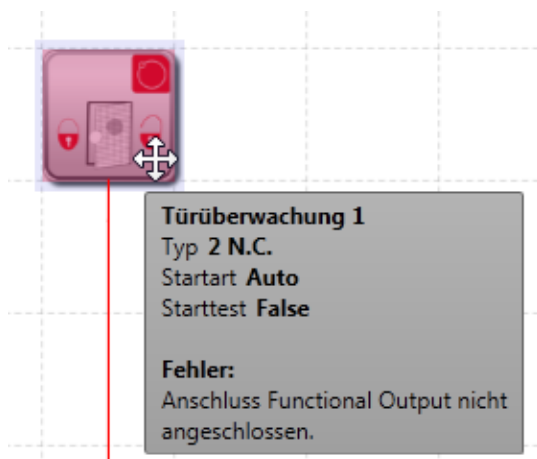 Türüberwachung 1
Typ 2 N.C.
Startart Auto
Starttest False
Fehler:
Anschluss Functional Output nicht
angeschlossen.